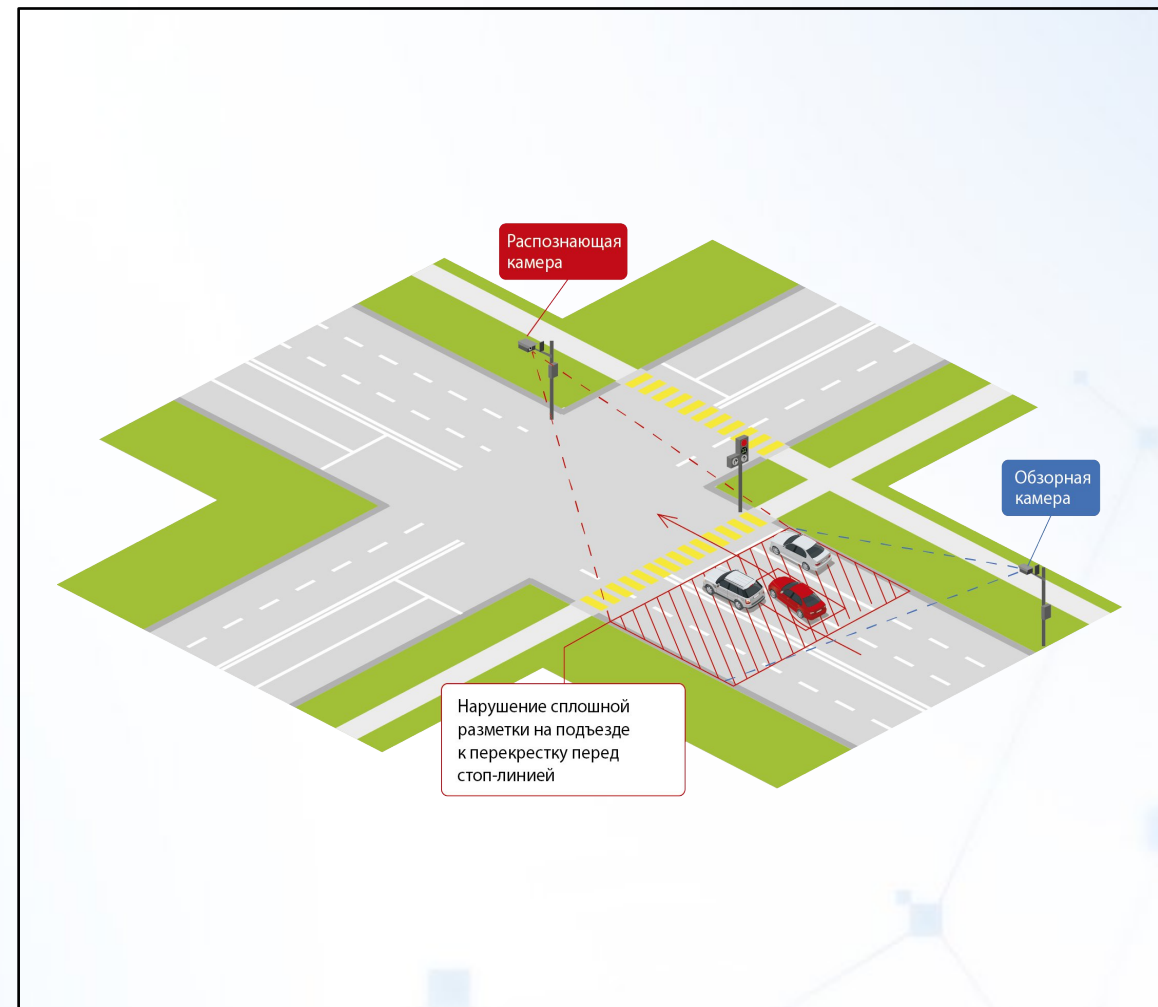 Распознающая
камера
Обзорная
камера
Нарушение сплошной
разметки на подъезде
к перекрестку перед
стоп-линией